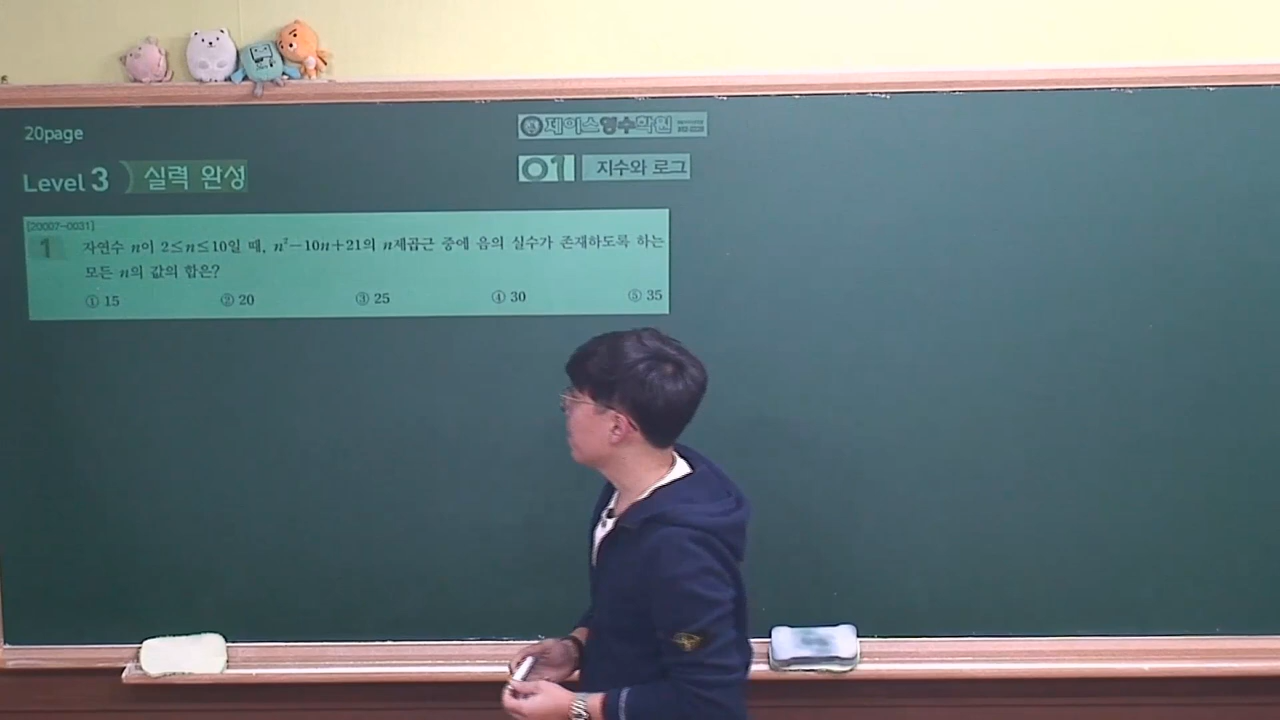 20page
제이스영수학원
Level 3 실력 완성
01 지수와 로그
[20007-0031]
1 자연수 n이 2≤n≤10일 때, n²-10n+21의 n제곱근 중에 음의 실수가 존재하도록 하는
모든 n의 값의 합은?
① 15 ② 20 ③ 25 ④ 30 ⑤ 35